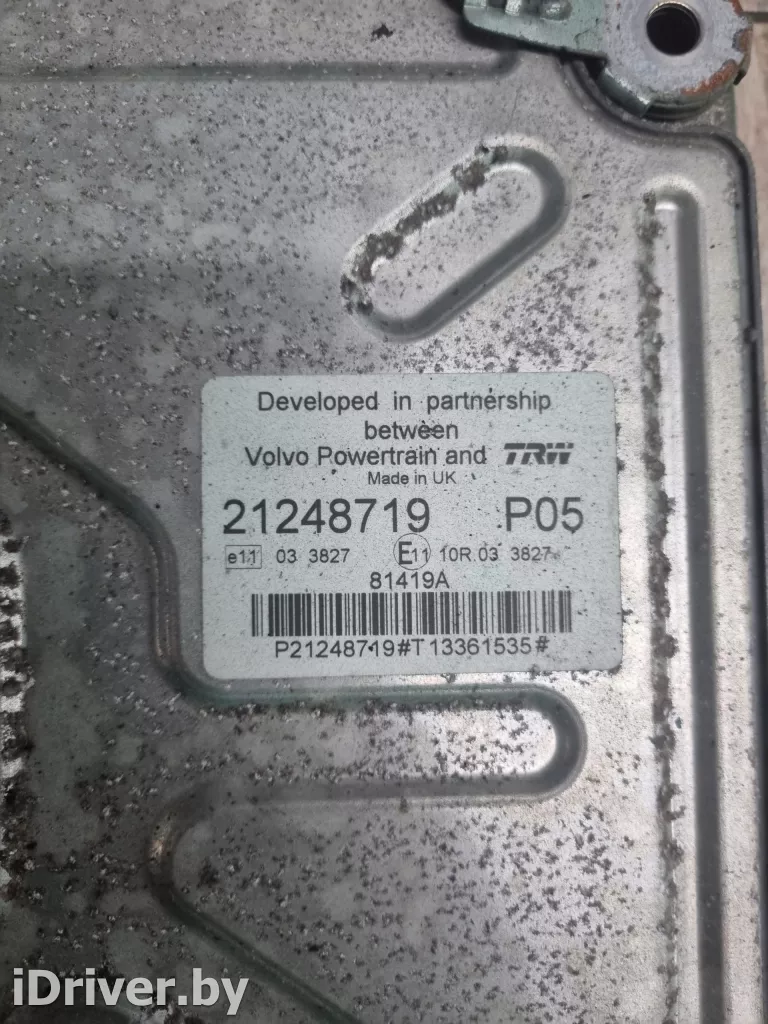 Developed in partnership
between
Volvo Powertrain and TRW
Made in UK
21248719 P05
e11 03 3827 E11 10R.03 3827
81419A
P21248719#T13361535#
iDriver.by